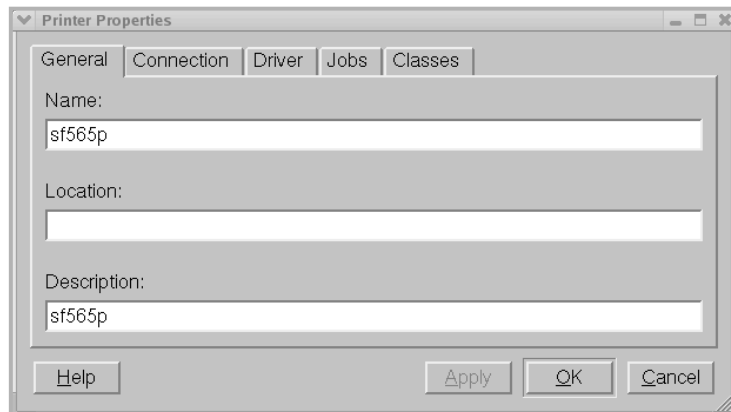 Printer Properties
General Connection Driver Jobs Classes
Name:
sf565p
Location:
Description:
sf565p
Help Apply OK Cancel